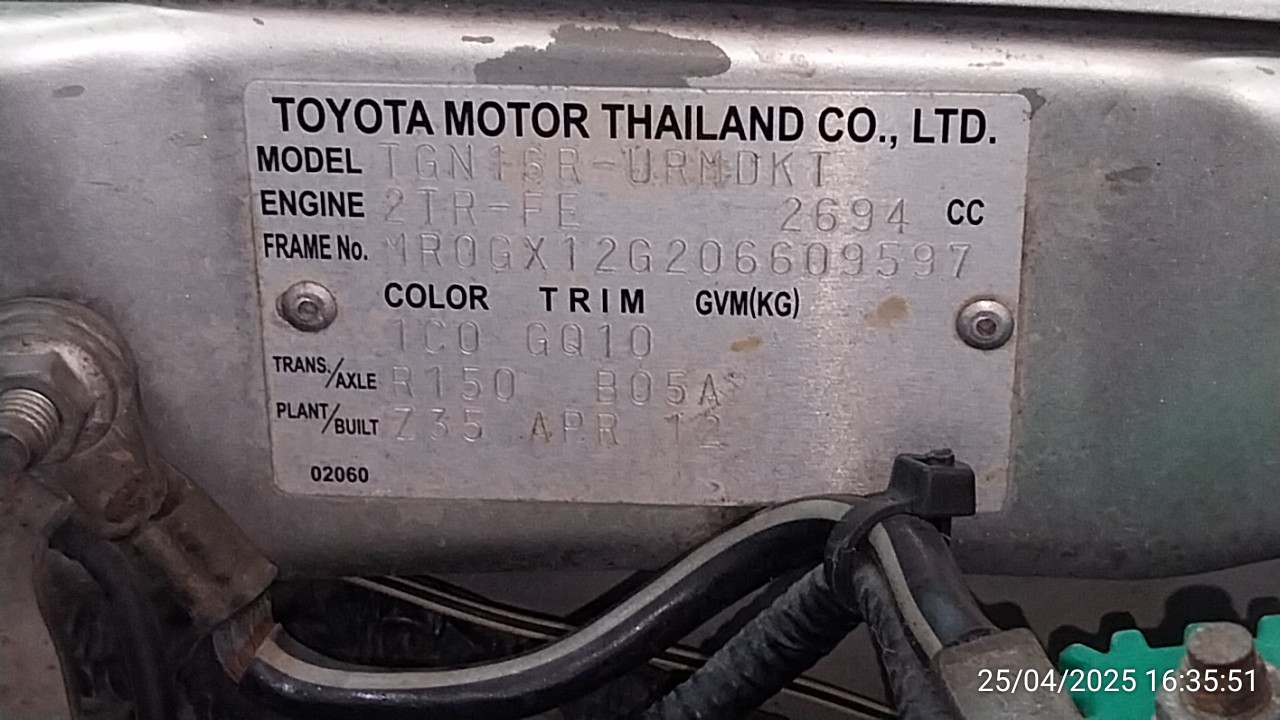 TOYOTA MOTOR THAILAND CO., LTD.
MODEL TGN16R-URMDKT
ENGINE 2TR-FE 2694 CC
FRAME No. MR0GX12G206609597
COLOR TRIM GVM(KG)
1C0 GQ10
TRANS./AXLE R150 B05A
PLANT/BUILT Z35 APR 12
02060
25/04/2025 16:35:51